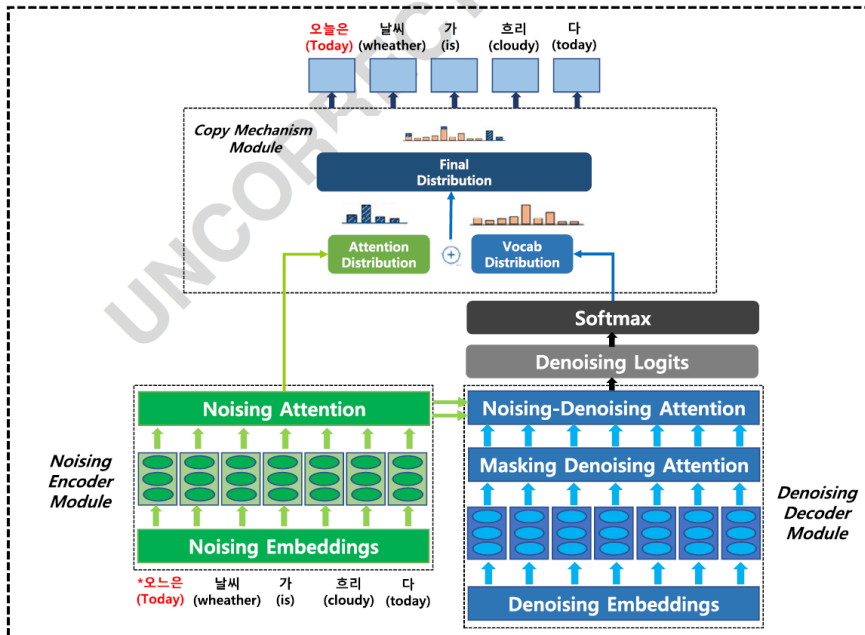 오늘은 날씨 가 흐리 다
(Today) (wheather) (is) (cloudy) (today)
Copy Mechanism
Module
Final
Distribution
Attention
Distribution
Vocab
Distribution
UNCORREC
Softmax
Denoising Logits
Noising Attention
Noising-Denoising Attention
Noising
Encoder
Module
Masking Denoising Attention
Denoising
Decoder
Module
Noising Embeddings
*오느은 날씨 가 흐리 다
(Today) (wheather) (is) (cloudy) (today)
Denoising Embeddings